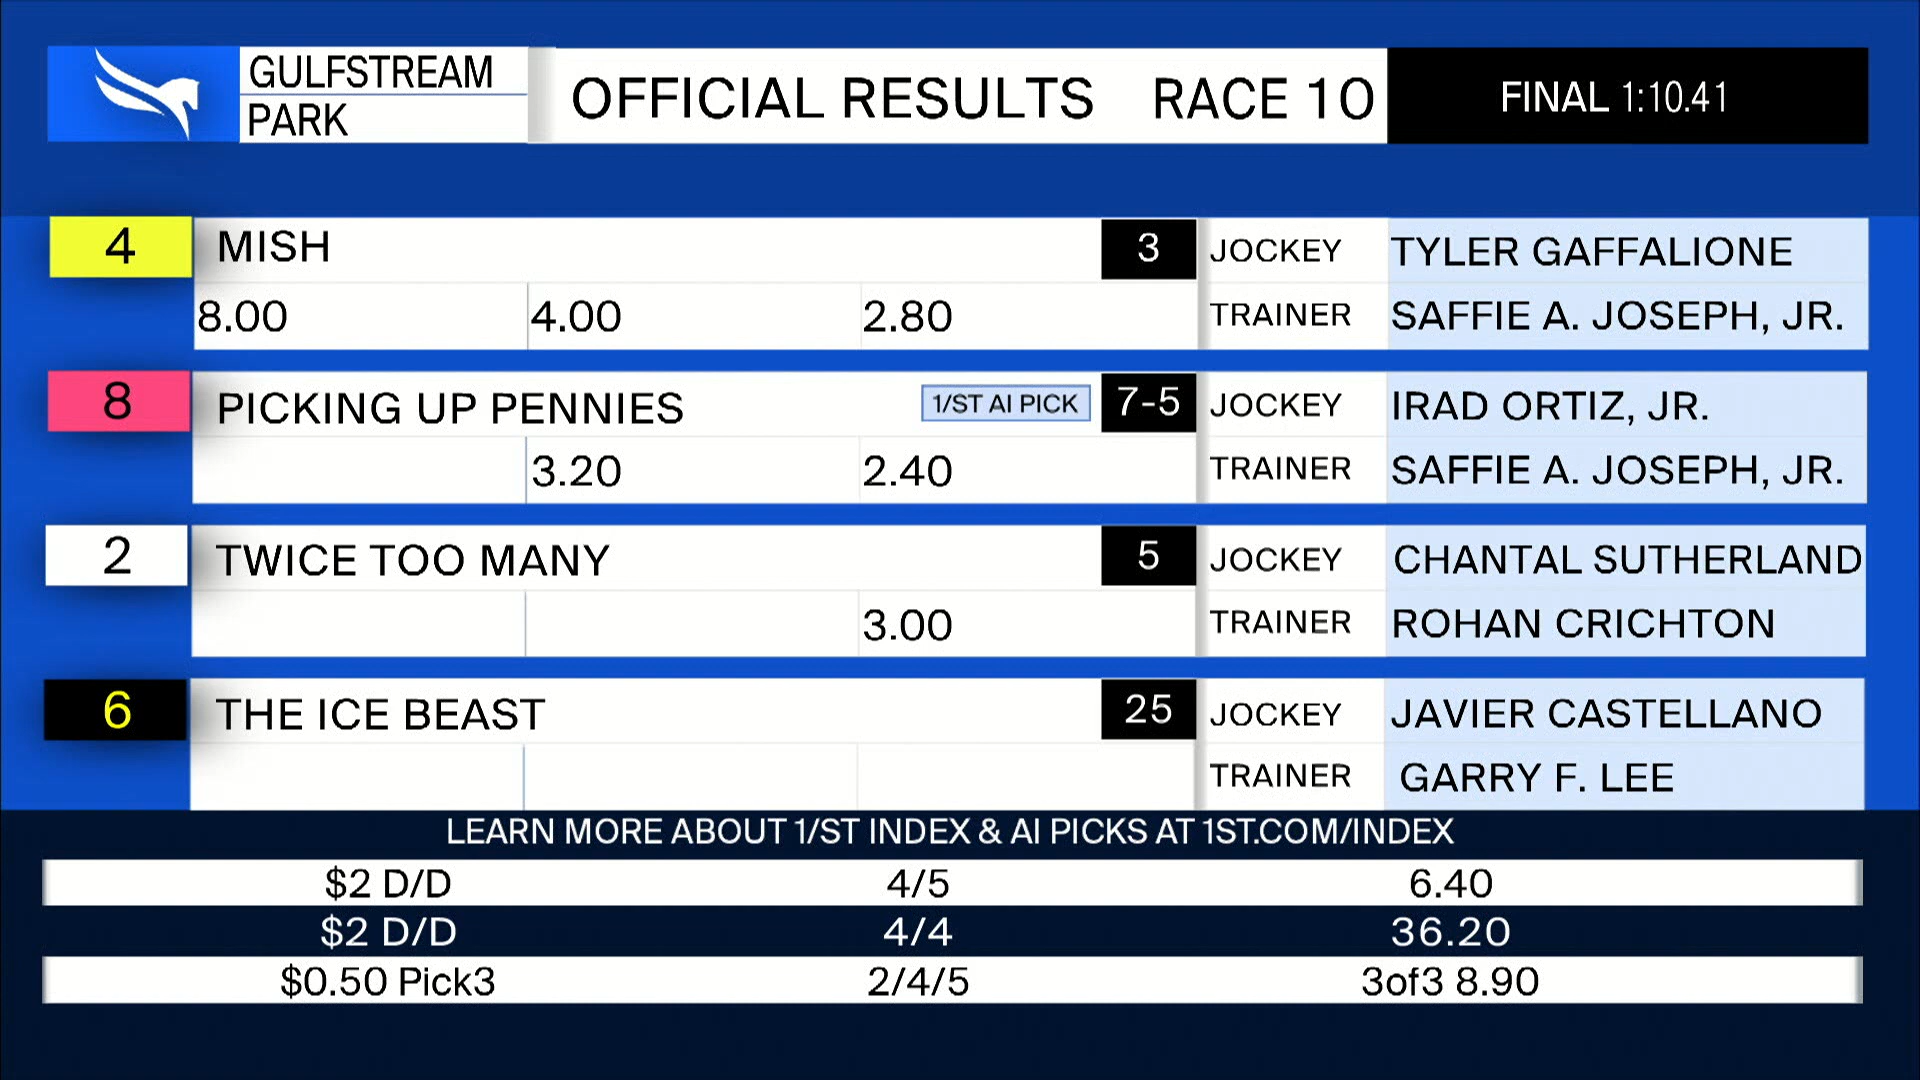 GULFSTREAM
PARK
OFFICIAL RESULTS RACE 10
FINAL 1:10.41
4 MISH 3 JOCKEY TYLER GAFFALIONE
8.00 4.00 2.80 TRAINER SAFFIE A. JOSEPH, JR.
8 PICKING UP PENNIES 1/ST AI PICK 7-5 JOCKEY IRAD ORTIZ, JR.
3.20 2.40 TRAINER SAFFIE A. JOSEPH, JR.
2 TWICE TOO MANY 5 JOCKEY CHANTAL SUTHERLAND
3.00 TRAINER ROHAN CRICHTON
6 THE ICE BEAST 25 JOCKEY JAVIER CASTELLANO
TRAINER GARRY F. LEE
LEARN MORE ABOUT 1/ST INDEX & AI PICKS AT 1ST.COM/INDEX
$2 D/D 4/5 6.40
$2 D/D 4/4 36.20
$0.50 Pick3 2/4/5 3of3 8.90